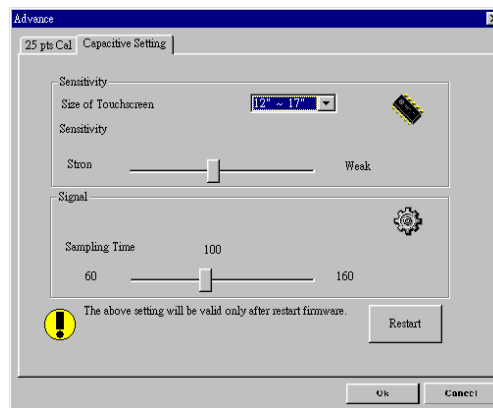 Advance
25 pts Cal Capacitive Setting
Sensitivity
Size of Touchscreen 12" ~ 17"
Sensitivity
Stron Weak
Signal
Sampling Time 100
60 160
The above setting will be valid only after restart firmware. Restart
Ok Cancel